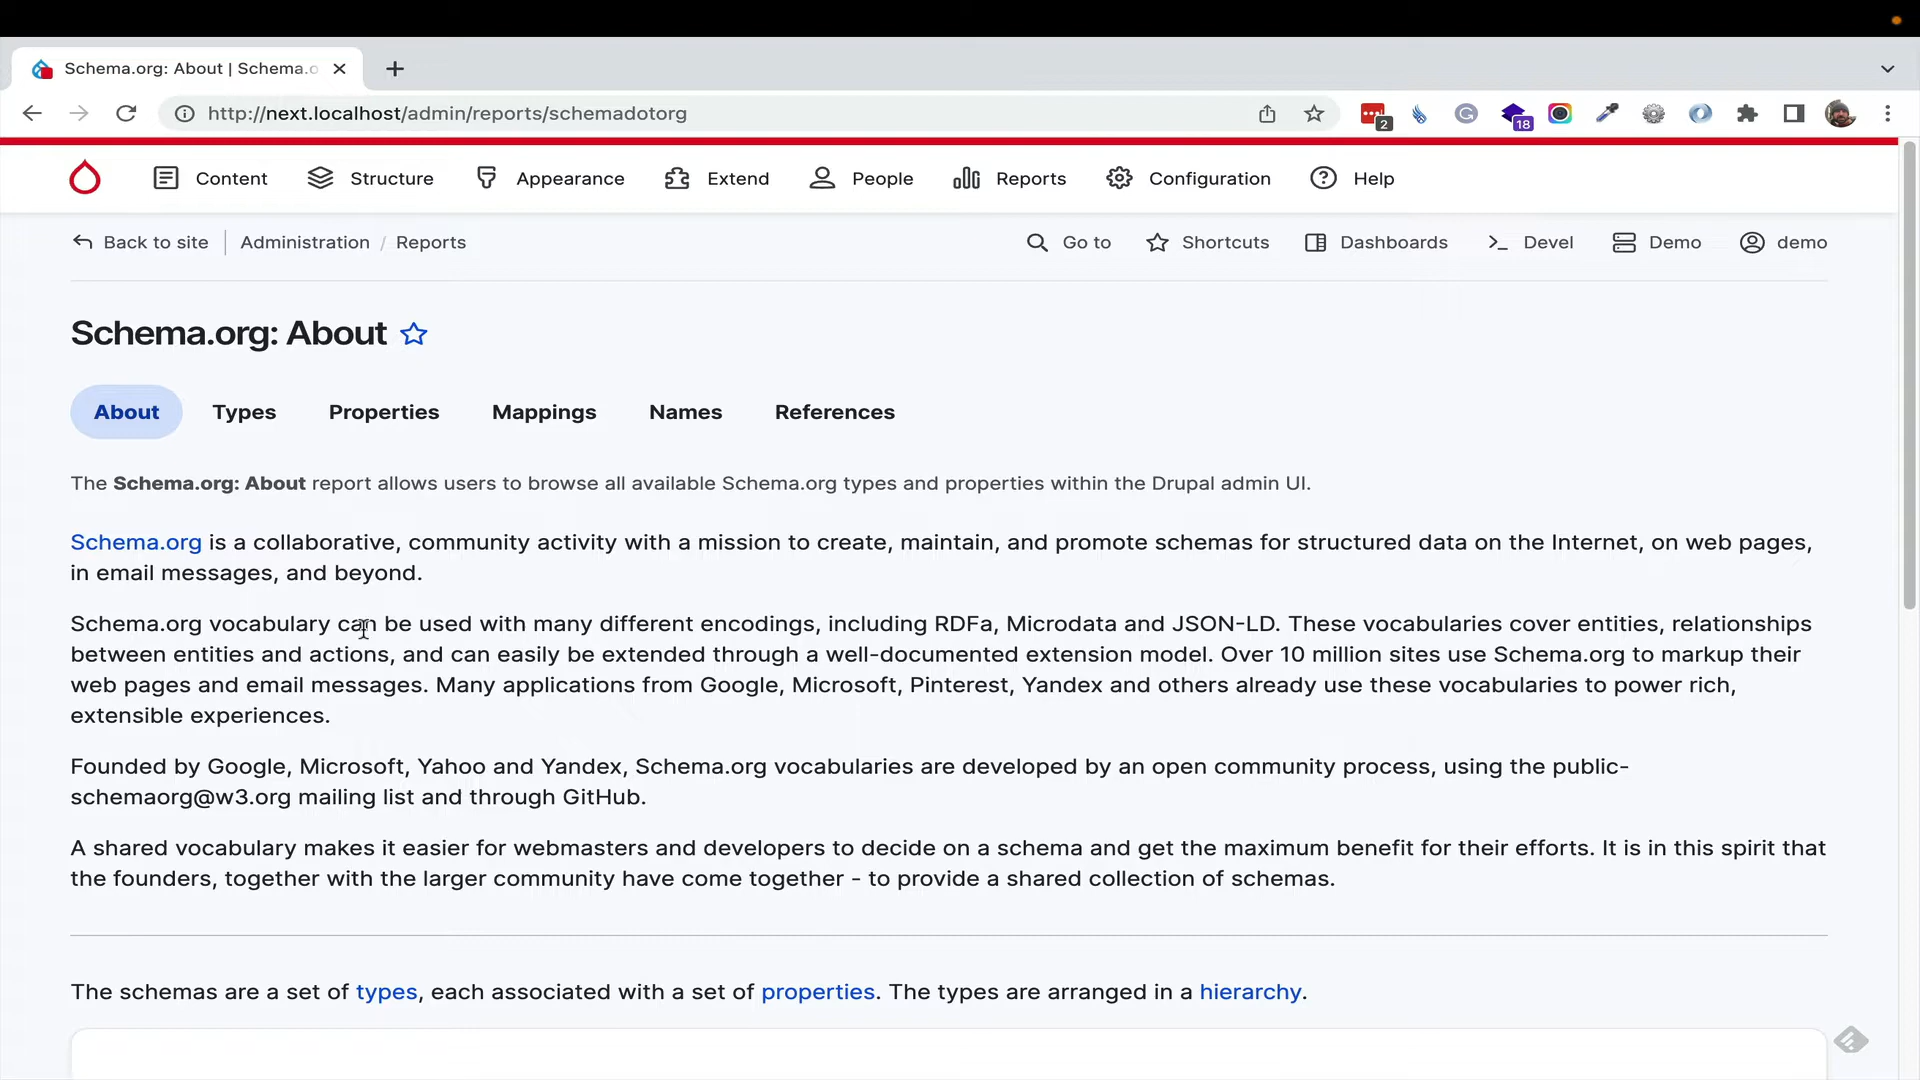 Schema.org: About | Schema.o
http://next.localhost/admin/reports/schemadotorg
2
18
Content Structure Appearance Extend People Reports Configuration Help
Back to site Administration / Reports Go to Shortcuts Dashboards Devel Demo demo
Schema.org: About
About Types Properties Mappings Names References
The Schema.org: About report allows users to browse all available Schema.org types and properties within the Drupal admin UI.
Schema.org is a collaborative, community activity with a mission to create, maintain, and promote schemas for structured data on the Internet, on web pages,
in email messages, and beyond.
Schema.org vocabulary can be used with many different encodings, including RDFa, Microdata and JSON-LD. These vocabularies cover entities, relationships
between entities and actions, and can easily be extended through a well-documented extension model. Over 10 million sites use Schema.org to markup their
web pages and email messages. Many applications from Google, Microsoft, Pinterest, Yandex and others already use these vocabularies to power rich,
extensible experiences.
Founded by Google, Microsoft, Yahoo and Yandex, Schema.org vocabularies are developed by an open community process, using the public-
schemaorg@w3.org mailing list and through GitHub.
A shared vocabulary makes it easier for webmasters and developers to decide on a schema and get the maximum benefit for their efforts. It is in this spirit that
the founders, together with the larger community have come together - to provide a shared collection of schemas.
The schemas are a set of types, each associated with a set of properties. The types are arranged in a hierarchy.